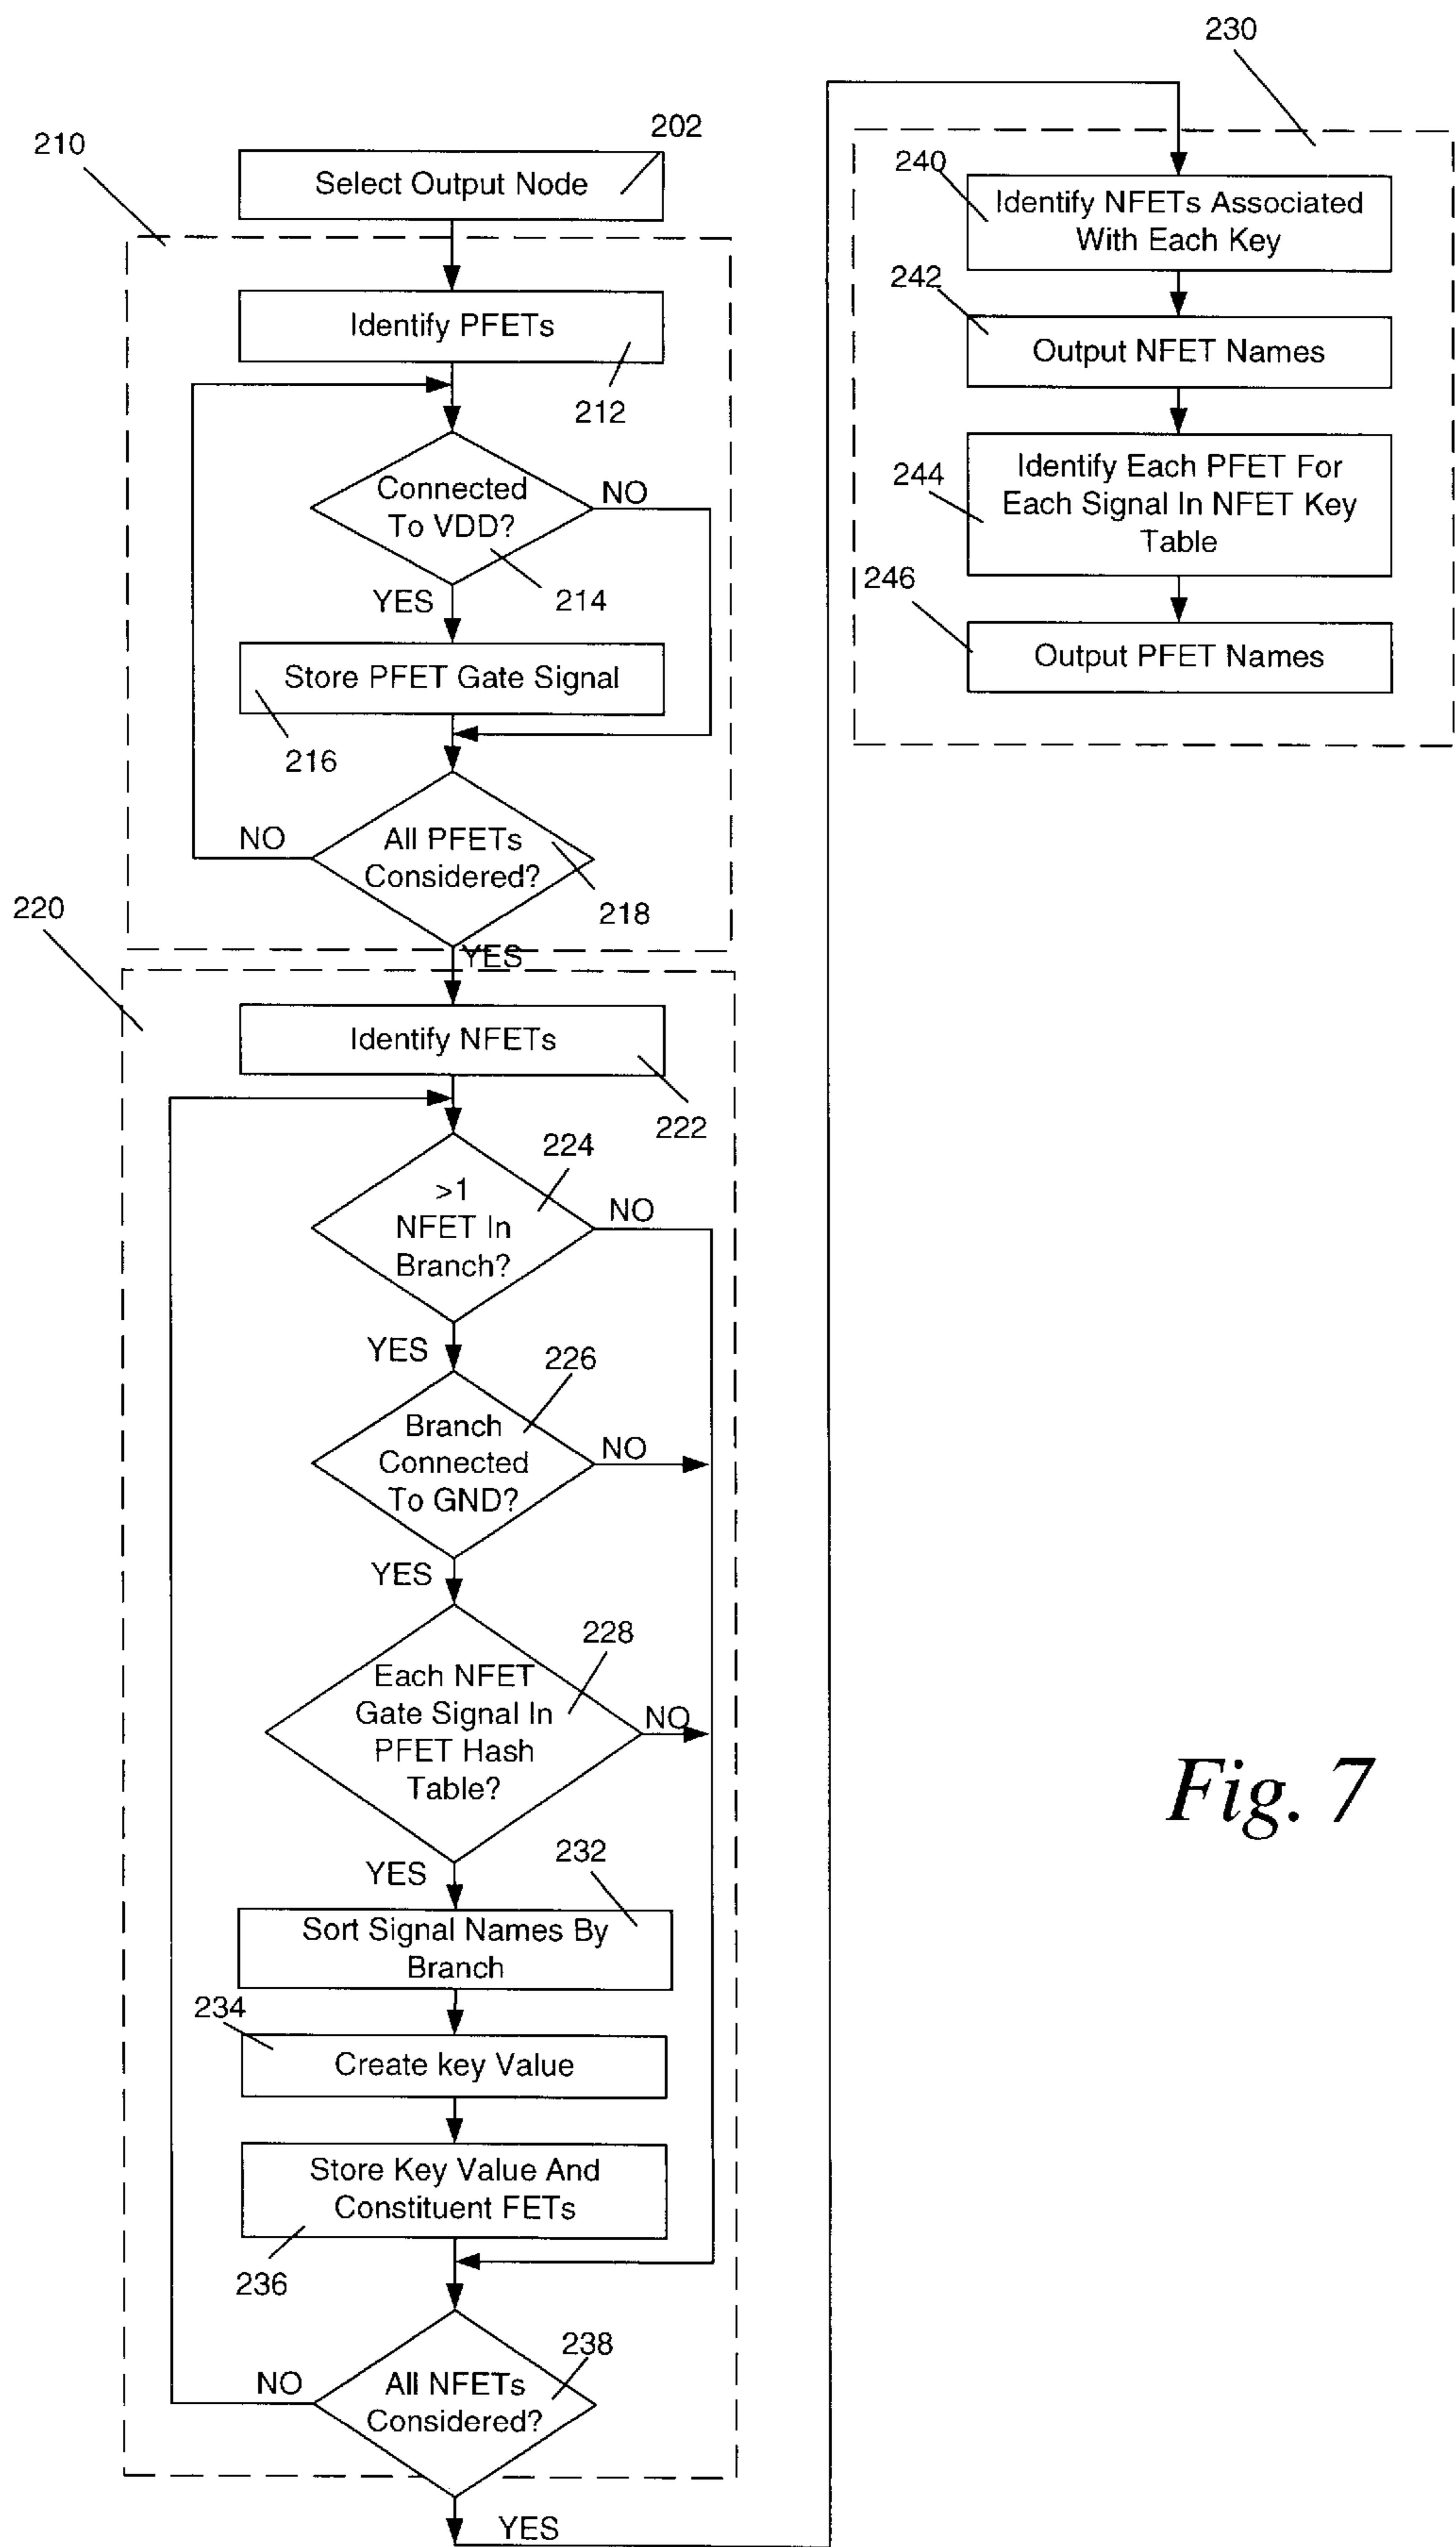 202
210
Select Output Node
Identify PFETs
212
Connected
To VDD?
NO
214
YES
Store PFET Gate Signal
216
All PFETs
Considered?
NO
218
YES
220
Identify NFETs
222
224
>1
NFET In
Branch?
NO
YES
226
Branch
Connected
To GND?
NO
YES
228
Each NFET
Gate Signal In
PFET Hash
Table?
NO
YES
232
Sort Signal Names By
Branch
234
Create key Value
Store Key Value And
Constituent FETs
236
238
All NFETs
Considered?
NO
YES
230
240
Identify NFETs Associated
With Each Key
242
Output NFET Names
244
Identify Each PFET For
Each Signal In NFET Key
Table
246
Output PFET Names
Fig. 7